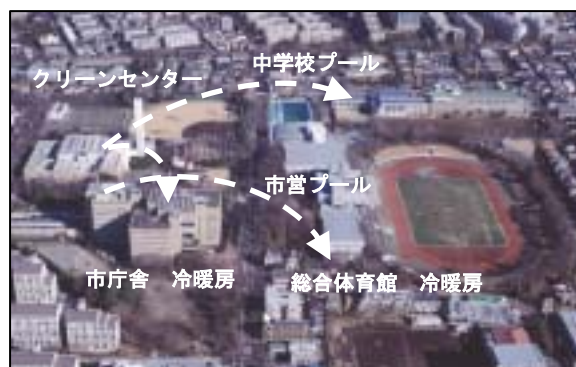 中学校プール
クリーンセンター
市営プール
市庁舎 冷暖房
総合体育館 冷暖房